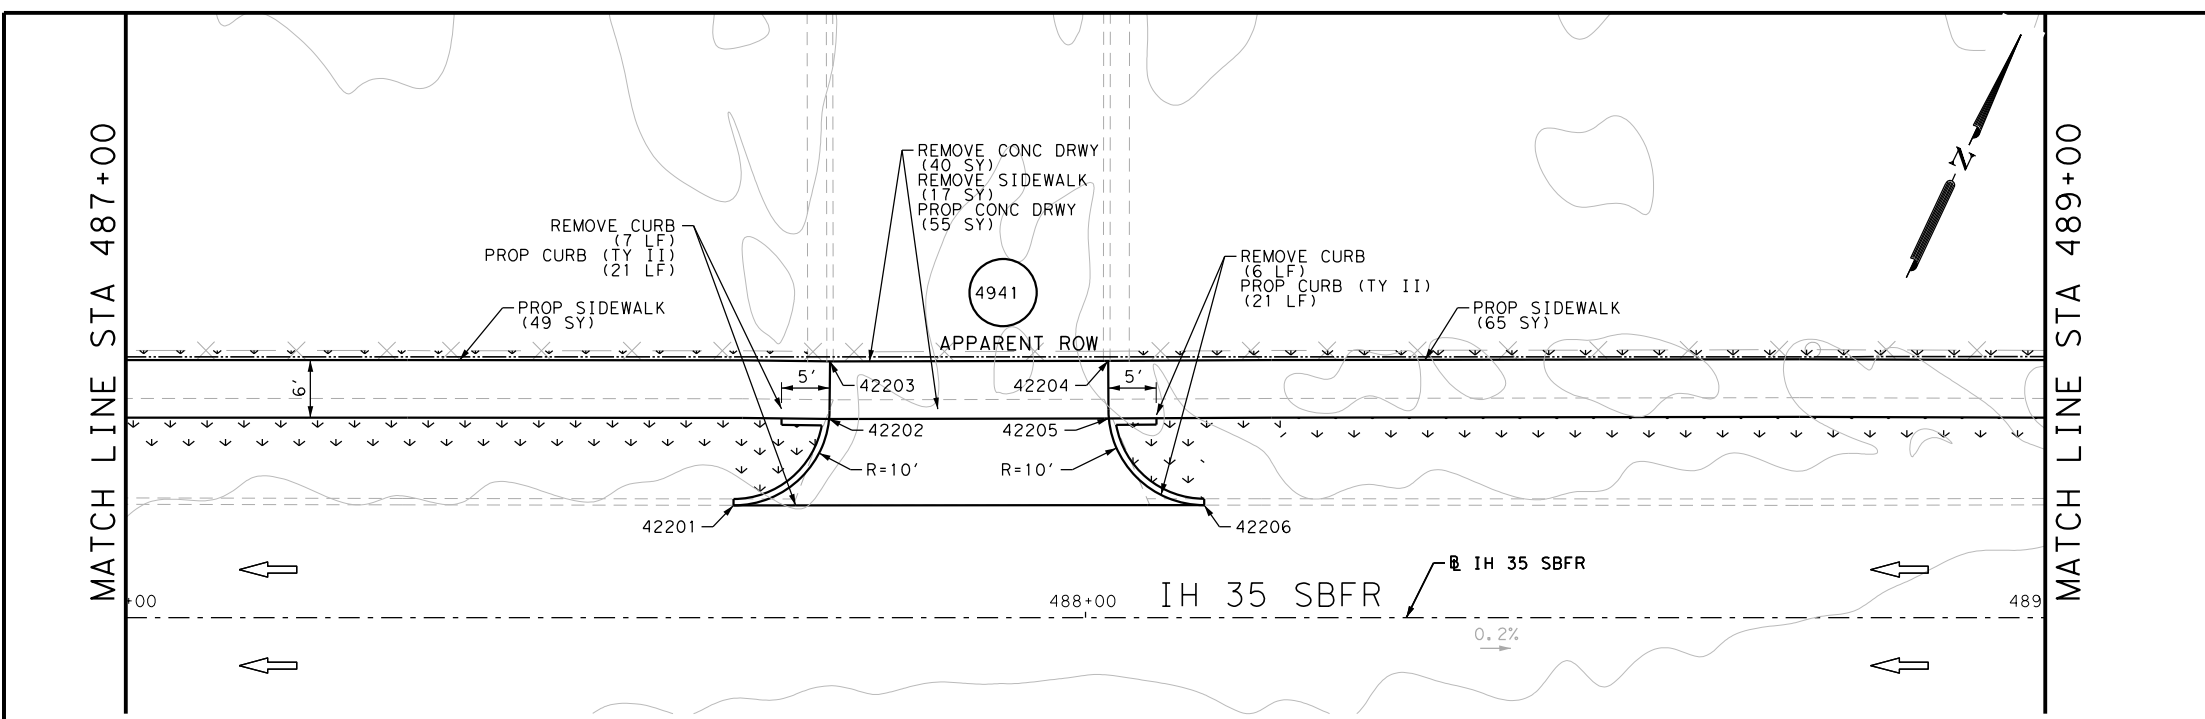 MATCH LINE STA 487+00
REMOVE CONC DRWY
(40 SY)
REMOVE SIDEWALK
(17 SY)
PROP CONC DRWY
(55 SY)
N
MATCH LINE STA 489+00
REMOVE CURB
(7 LF)
PROP CURB (TY II)
(21 LF)
REMOVE CURB
(6 LF)
PROP CURB (TY II)
(21 LF)
4941
PROP SIDEWALK
(49 SY)
PROP SIDEWALK
(65 SY)
APPARENT ROW
6'
5'
42203
42204
5'
42202
42205
R=10'
R=10'
42201
42206
℄ IH 35 SBFR
+00
488+00
IH 35 SBFR
489
0.2%